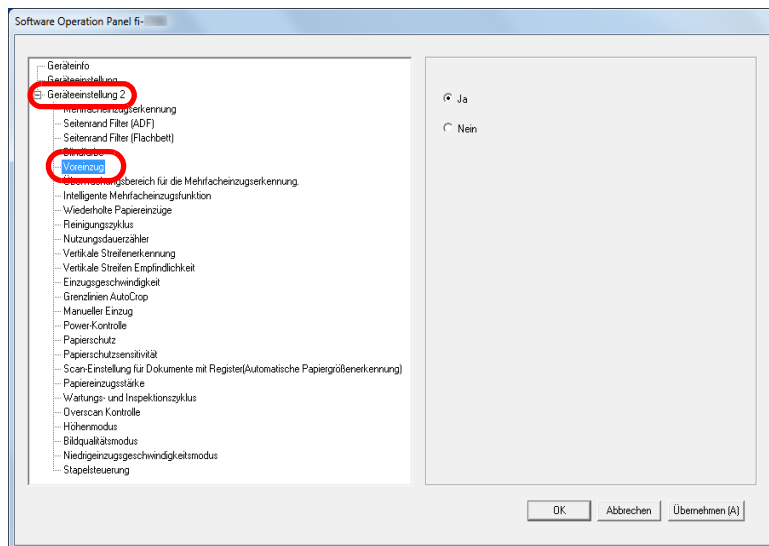 Software Operation Panel fi-
Geräteinfo
Geräteeinstellung
Geräteeinstellung 2
Mehrfacheinzugserkennung
Seitenrand Filter (ADF)
Seitenrand Filter (Flachbett)
Blindfarbe
Voreinzug
Überwachungsbereich für die Mehrfacheinzugserkennung.
Intelligente Mehrfacheinzugsfunktion
Wiederholte Papiereinzüge
Reinigungszyklus
Nutzungsdauerzähler
Vertikale Streifenerkennung
Vertikale Streifen Empfindlichkeit
Einzugsgeschwindigkeit
Grenzlinien AutoCrop
Manueller Einzug
Power-Kontrolle
Papierschutz
Papierschutzsensitivität
Scan-Einstellung für Dokumente mit Register(Automatische Papiergrößenerkennung)
Papiereinzugsstärke
Wartungs- und Inspektionszyklus
Overscan Kontrolle
Höhenmodus
Bildqualitätsmodus
Niedrigeinzugsgeschwindigkeitsmodus
Stapelsteuerung
Ja
Nein
OK
Abbrechen
Übernehmen (A)